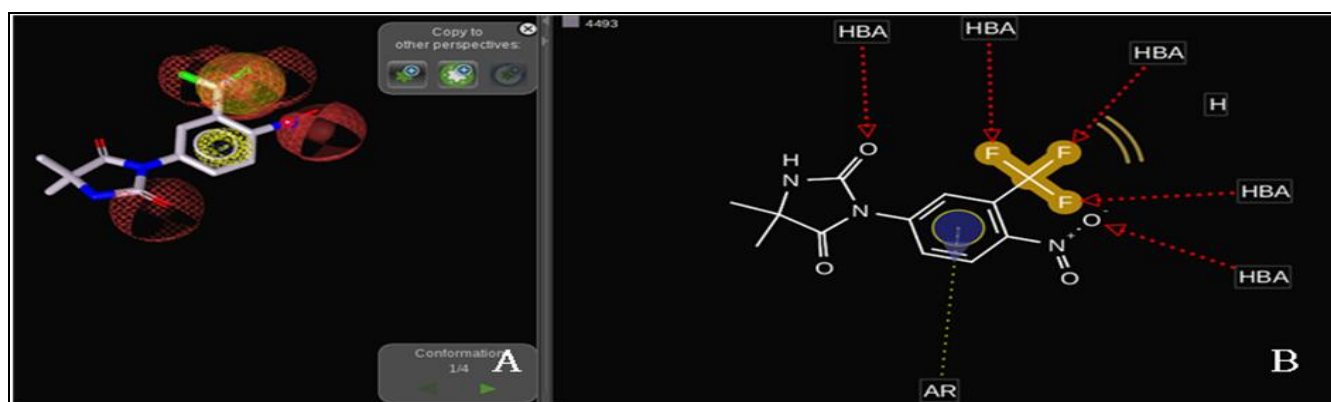 Copy to
other perspectives:
Conformation
1/4
A
4493
HBA
HBA
HBA
H
HBA
HBA
AR
H
N
O
N
O
F
F
F
O
-
N
+
O
B